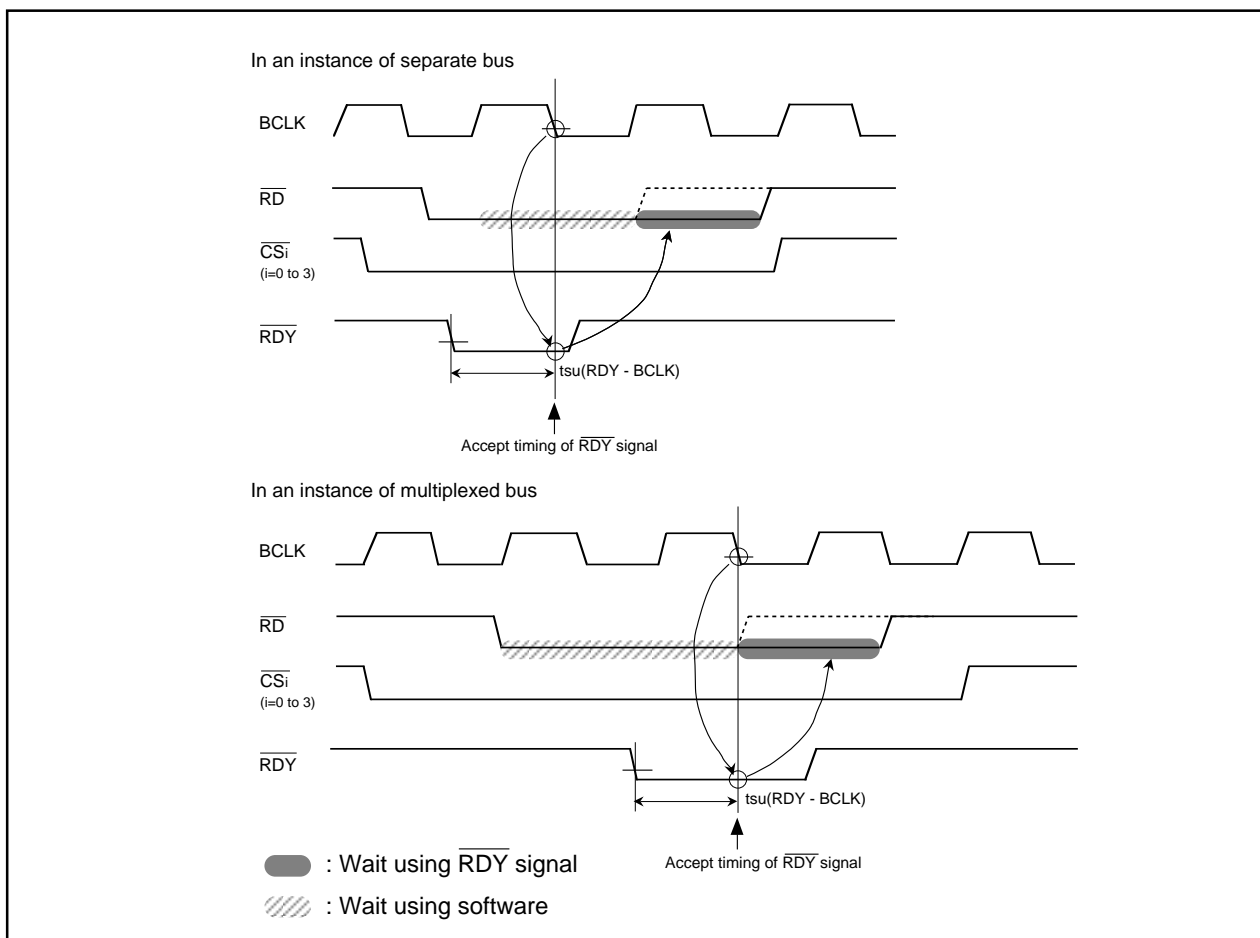 In an instance of separate bus
BCLK
RD
CSi
(i=0 to 3)
RDY
tsu(RDY - BCLK)
Accept timing of RDY signal
In an instance of multiplexed bus
BCLK
RD
CSi
(i=0 to 3)
RDY
tsu(RDY - BCLK)
Accept timing of RDY signal
: Wait using RDY signal
: Wait using software